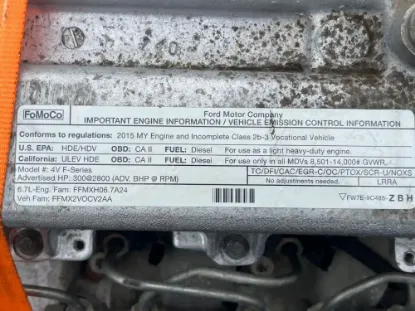 FoMoCo
Ford Motor Company
IMPORTANT ENGINE INFORMATION / VEHICLE EMISSION CONTROL INFORMATION
Conforms to regulations: 2015 MY Engine and Incomplete Class 2b-3 Vocational Vehicle
U.S. EPA: HDE/HDV OBD: CA II FUEL: Diesel For use as a light heavy-duty engine.
California: ULEV HDE OBD: CA II FUEL: Diesel For use only in all MDVs 8,501-14,000# GVWR.
Model #: 4V F-Series TC/DFI/CAC/EGR-C/OC/PTOX/SCR-U/NOXS
Advertised HP: 300@2800 (ADV. BHP @ RPM) No adjustments needed. LRRA
6.7L-Eng. Fam: FFMXH06.7A24
Veh Fam: FFMX2VOCV2AA
FW7E-9C485-ZBH